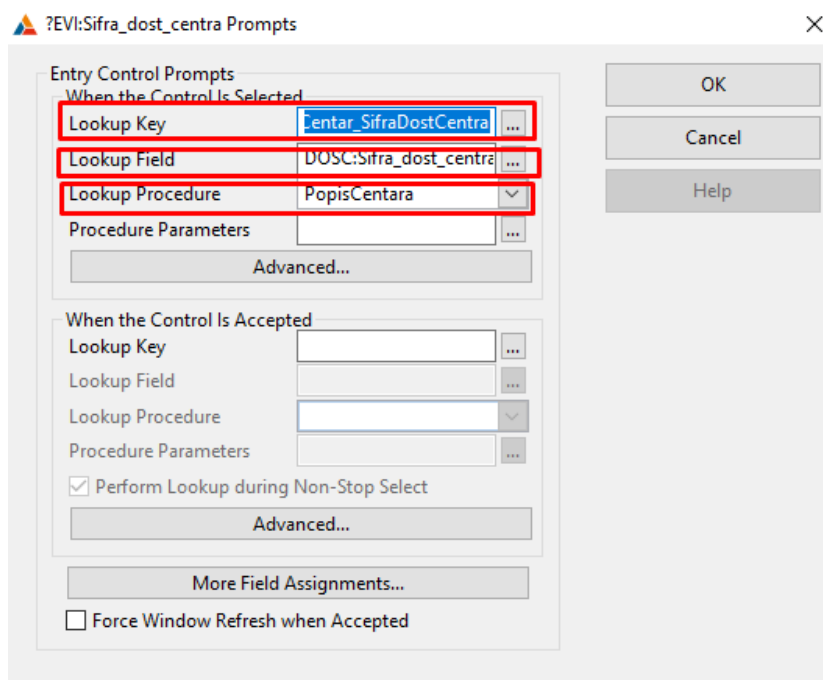 ?EVI:Sifra_dost_centra Prompts
Entry Control Prompts
When the Control Is Selected
Lookup Key Centar_SifraDostCentra ...
Lookup Field DOSC:Sifra_dost_centra ...
Lookup Procedure PopisCentara
Procedure Parameters ...
Advanced...
When the Control Is Accepted
Lookup Key ...
Lookup Field ...
Lookup Procedure
Procedure Parameters ...
Perform Lookup during Non-Stop Select
Advanced...
More Field Assignments...
Force Window Refresh when Accepted
OK
Cancel
Help